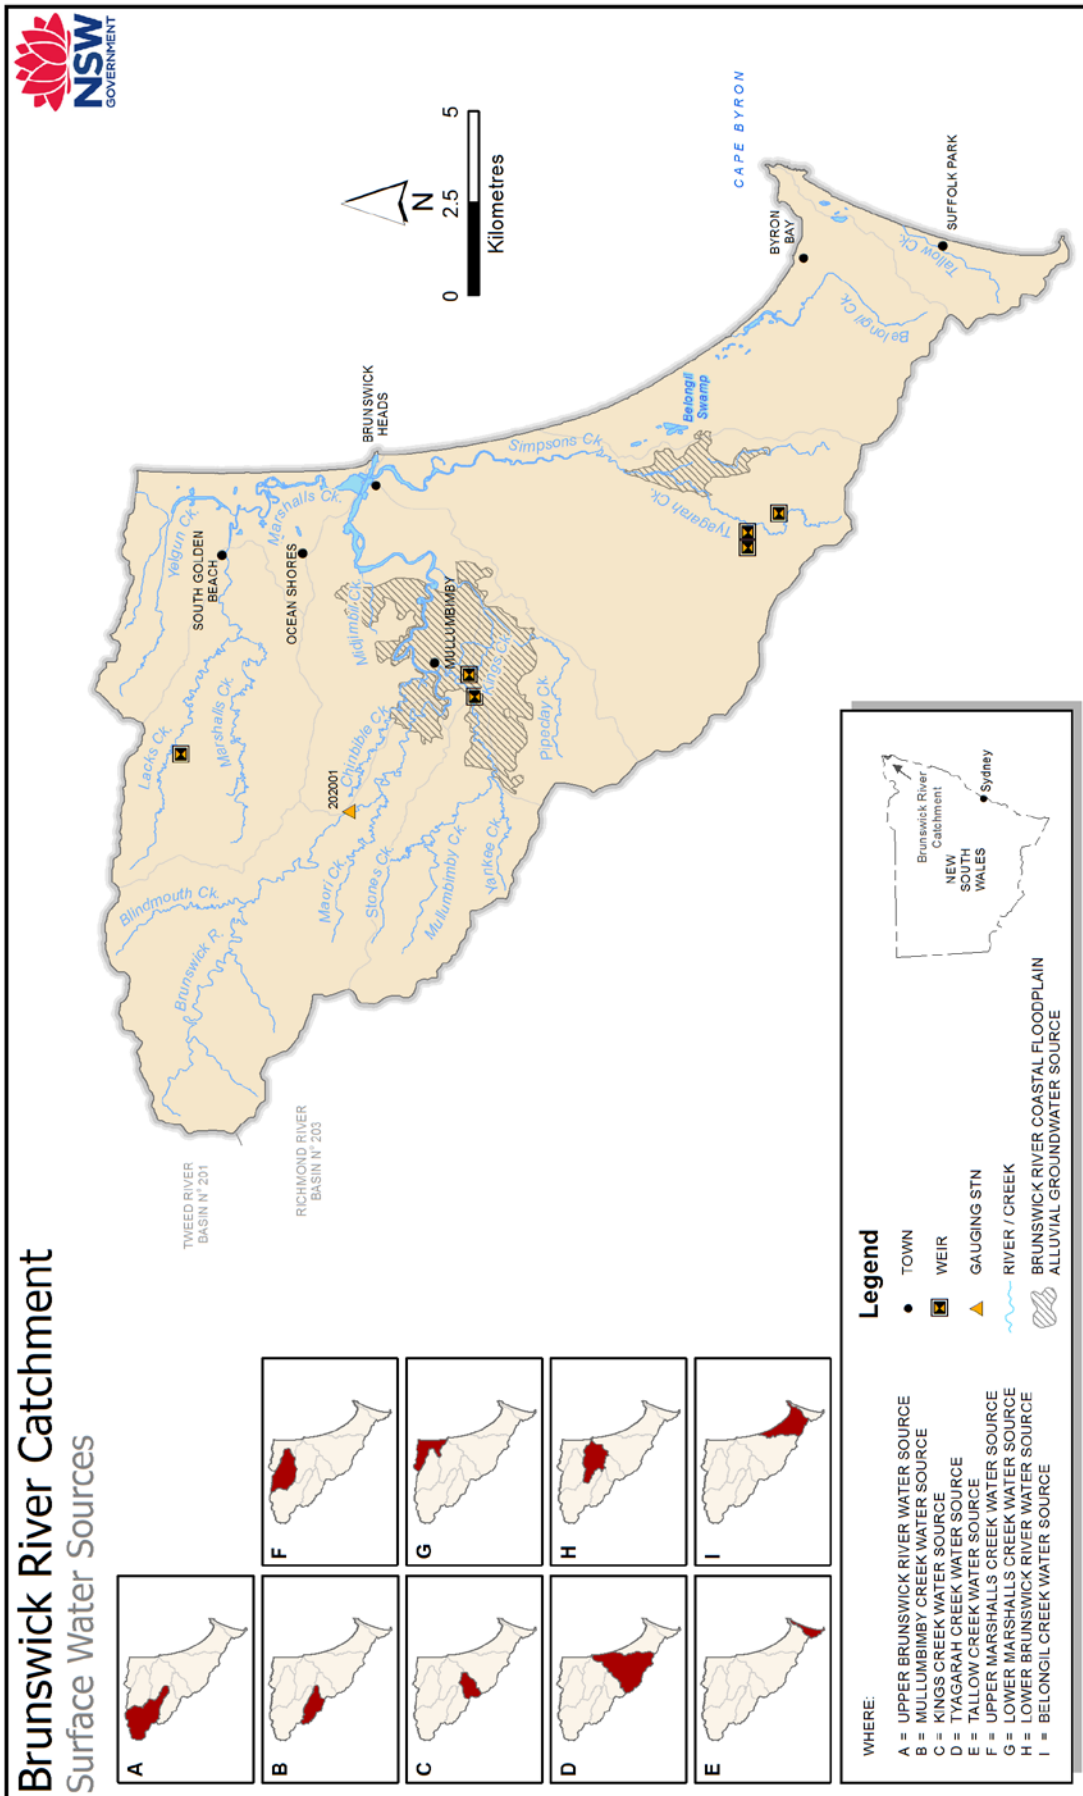 Brunswick River Catchment
Surface Water Sources
NSW
GOVERNMENT
A
B
C
D
E
F
G
H
I
TWEED RIVER
BASIN N° 201
RICHMOND RIVER
BASIN N° 203
Blindmouth Ck.
Brunswick R.
Lacks Ck.
Marshalls Ck.
Yelgun Ck.
SOUTH GOLDEN
BEACH
OCEAN SHORES
Marshalls Ck.
BRUNSWICK
HEADS
202001
Chinbible Ck.
Midjimbil Ck.
Maori Ck.
Stones Ck.
Mullumbimby Ck.
Yankee Ck.
MULLUMBIMBY
Kings Ck.
Pipeclay Ck.
Simpsons Ck.
Tyagarah Ck.
Belongil
Swamp
BYRON
BAY
CAPE BYRON
Belongil Ck.
Tallow Ck.
SUFFOLK PARK
N
0
2.5
5
Kilometres
WHERE:
A = UPPER BRUNSWICK RIVER WATER SOURCE
B = MULLUMBIMBY CREEK WATER SOURCE
C = KINGS CREEK WATER SOURCE
D = TYAGARAH CREEK WATER SOURCE
E = TALLOW CREEK WATER SOURCE
F = UPPER MARSHALLS CREEK WATER SOURCE
G = LOWER MARSHALLS CREEK WATER SOURCE
H = LOWER BRUNSWICK RIVER WATER SOURCE
I = BELONGIL CREEK WATER SOURCE
Legend
TOWN
WEIR
GAUGING STN
RIVER / CREEK
BRUNSWICK RIVER COASTAL FLOODPLAIN
ALLUVIAL GROUNDWATER SOURCE
Brunswick River
Catchment
NEW
SOUTH
WALES
Sydney